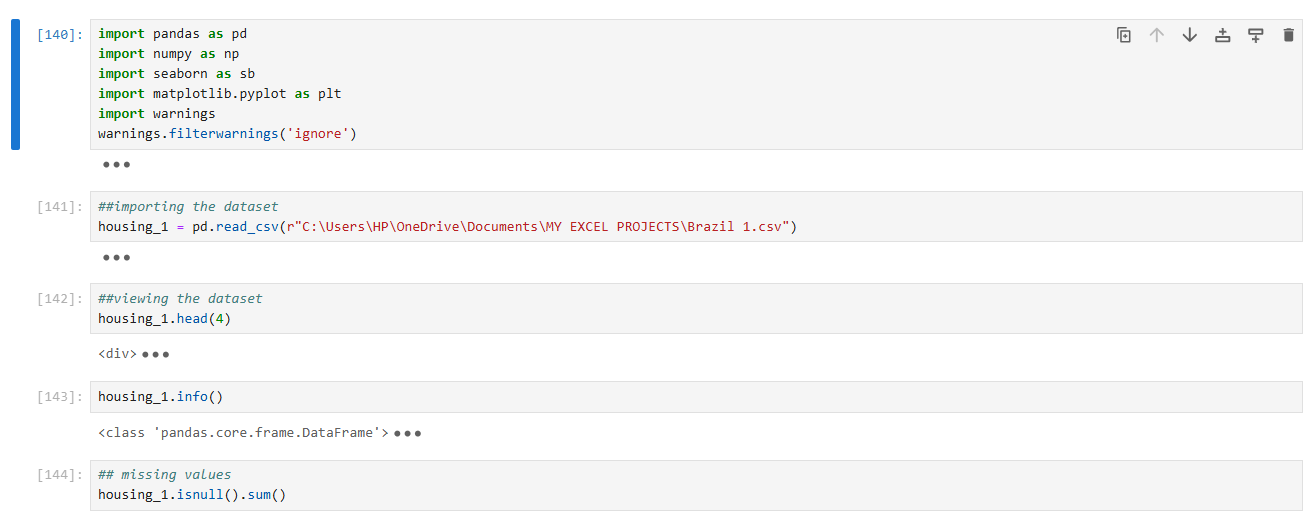 [140]: import pandas as pd
import numpy as np
import seaborn as sb
import matplotlib.pyplot as plt
import warnings
warnings.filterwarnings('ignore')
[141]: ##importing the dataset
housing_1 = pd.read_csv(r"C:\Users\HP\OneDrive\Documents\MY EXCEL PROJECTS\Brazil 1.csv")
[142]: ##viewing the dataset
housing_1.head(4)
<div>
[143]: housing_1.info()
<class 'pandas.core.frame.DataFrame'>
[144]: ## missing values
housing_1.isnull().sum()